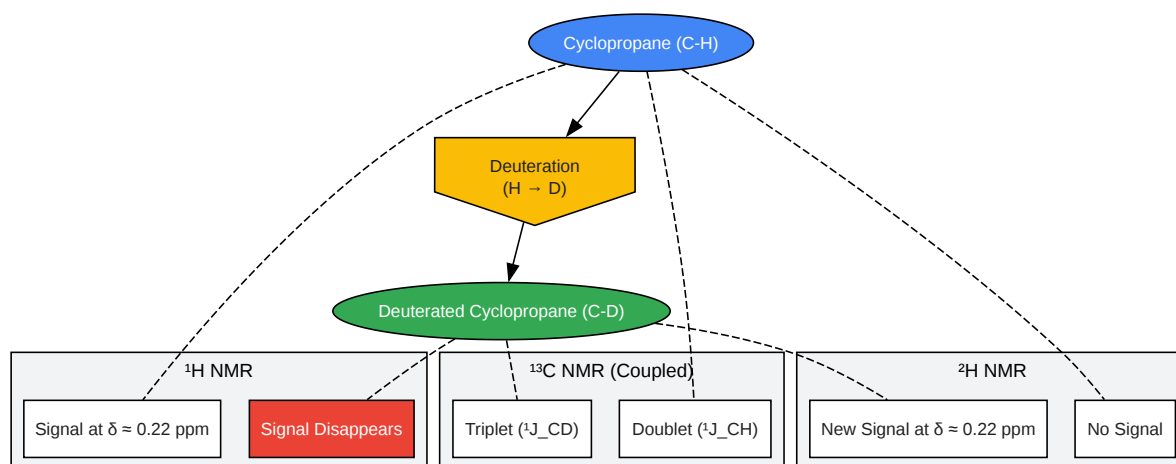 Cyclopropane (C-H)
Deuteration
(H → D)
Deuterated Cyclopropane (C-D)
¹H NMR
¹³C NMR (Coupled)
²H NMR
Signal at δ ≈ 0.22 ppm
Signal Disappears
Triplet (¹J_CD)
Doublet (¹J_CH)
New Signal at δ ≈ 0.22 ppm
No Signal